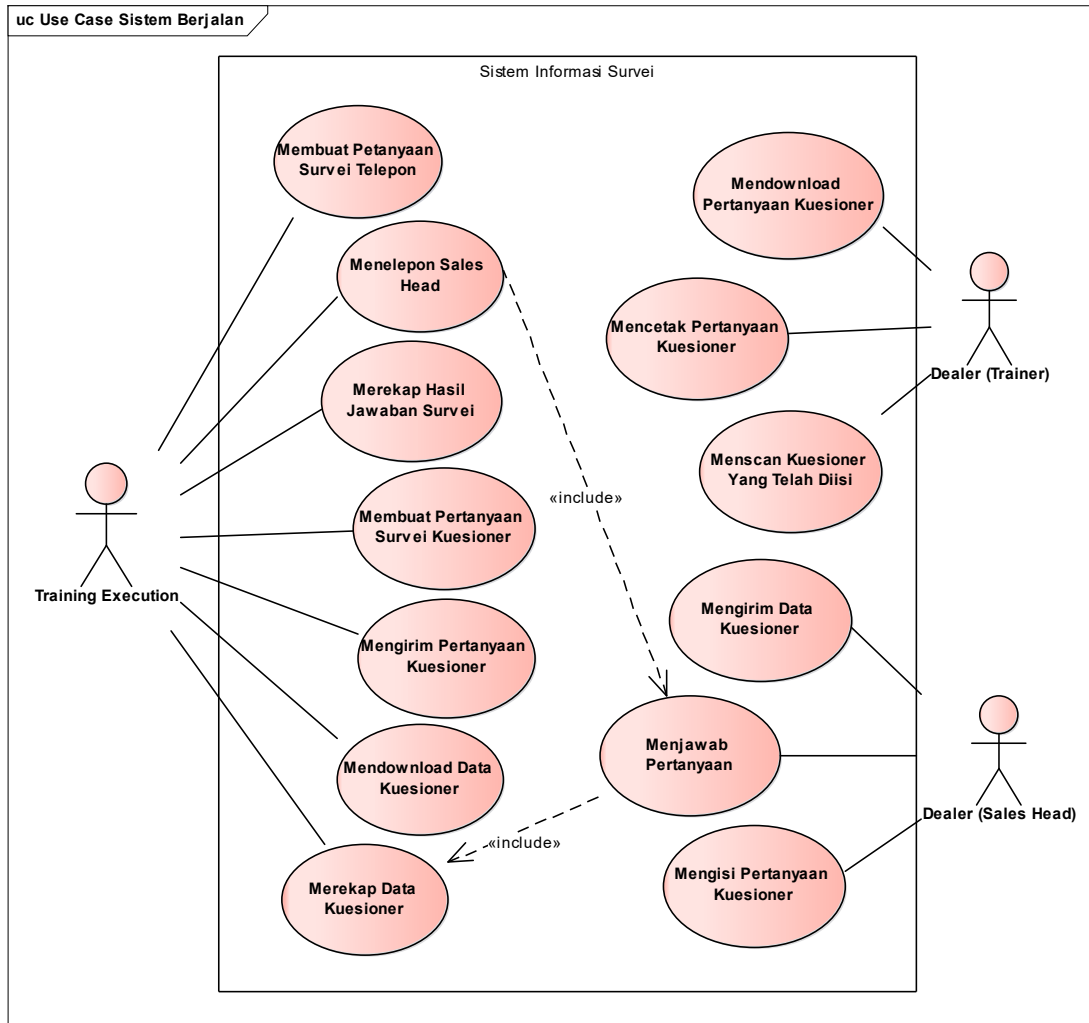 uc Use Case Sistem Berjalan
Sistem Informasi Survei
Membuat Petanyaan
Survei Telepon
Menelepon Sales
Head
Merekap Hasil
Jawaban Survei
Membuat Pertanyaan
Survei Kuesioner
Mengirim Pertanyaan
Kuesioner
Mendownload Data
Kuesioner
Merekap Data
Kuesioner
Training Execution
«include»
«include»
Mendownload
Pertanyaan Kuesioner
Mencetak Pertanyaan
Kuesioner
Menscan Kuesioner
Yang Telah Diisi
Mengirim Data
Kuesioner
Menjawab
Pertanyaan
Mengisi Pertanyaan
Kuesioner
Dealer (Trainer)
Dealer (Sales Head)